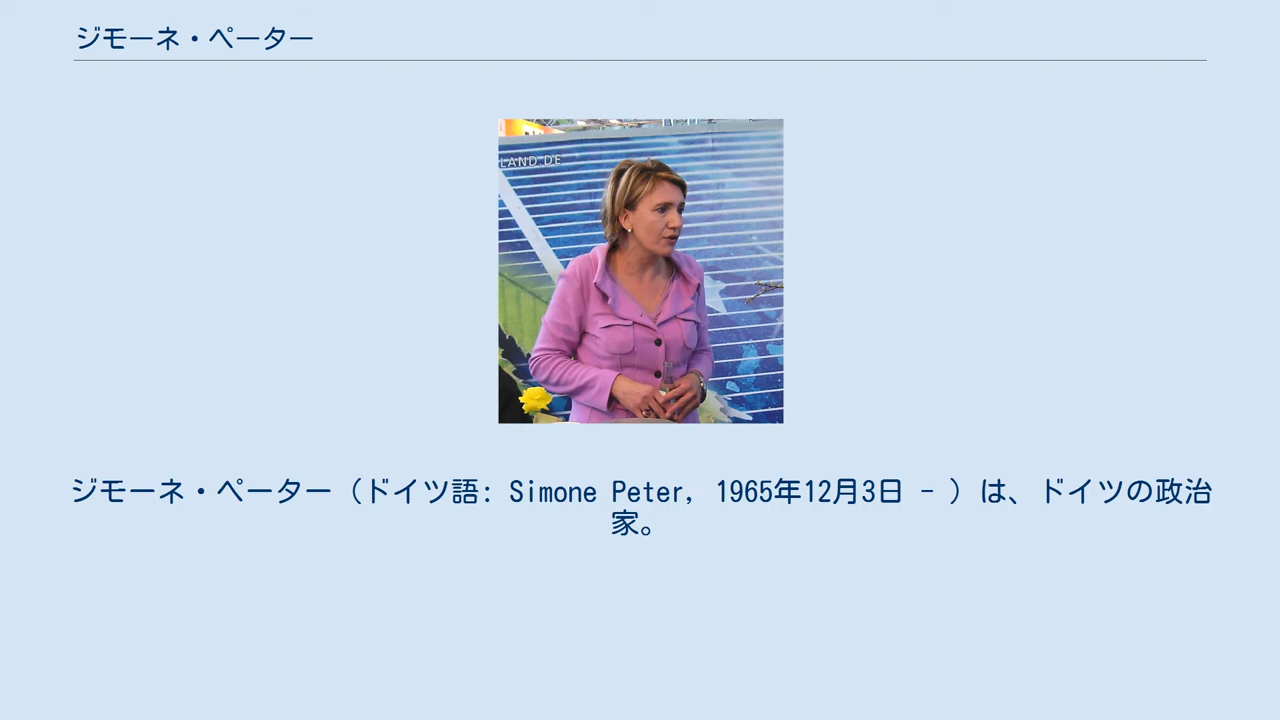 ジモーネ・ペーター
LAND.DE
ジモーネ・ペーター（ドイツ語: Simone Peter, 1965年12月3日 - ）は、ドイツの政治
家。